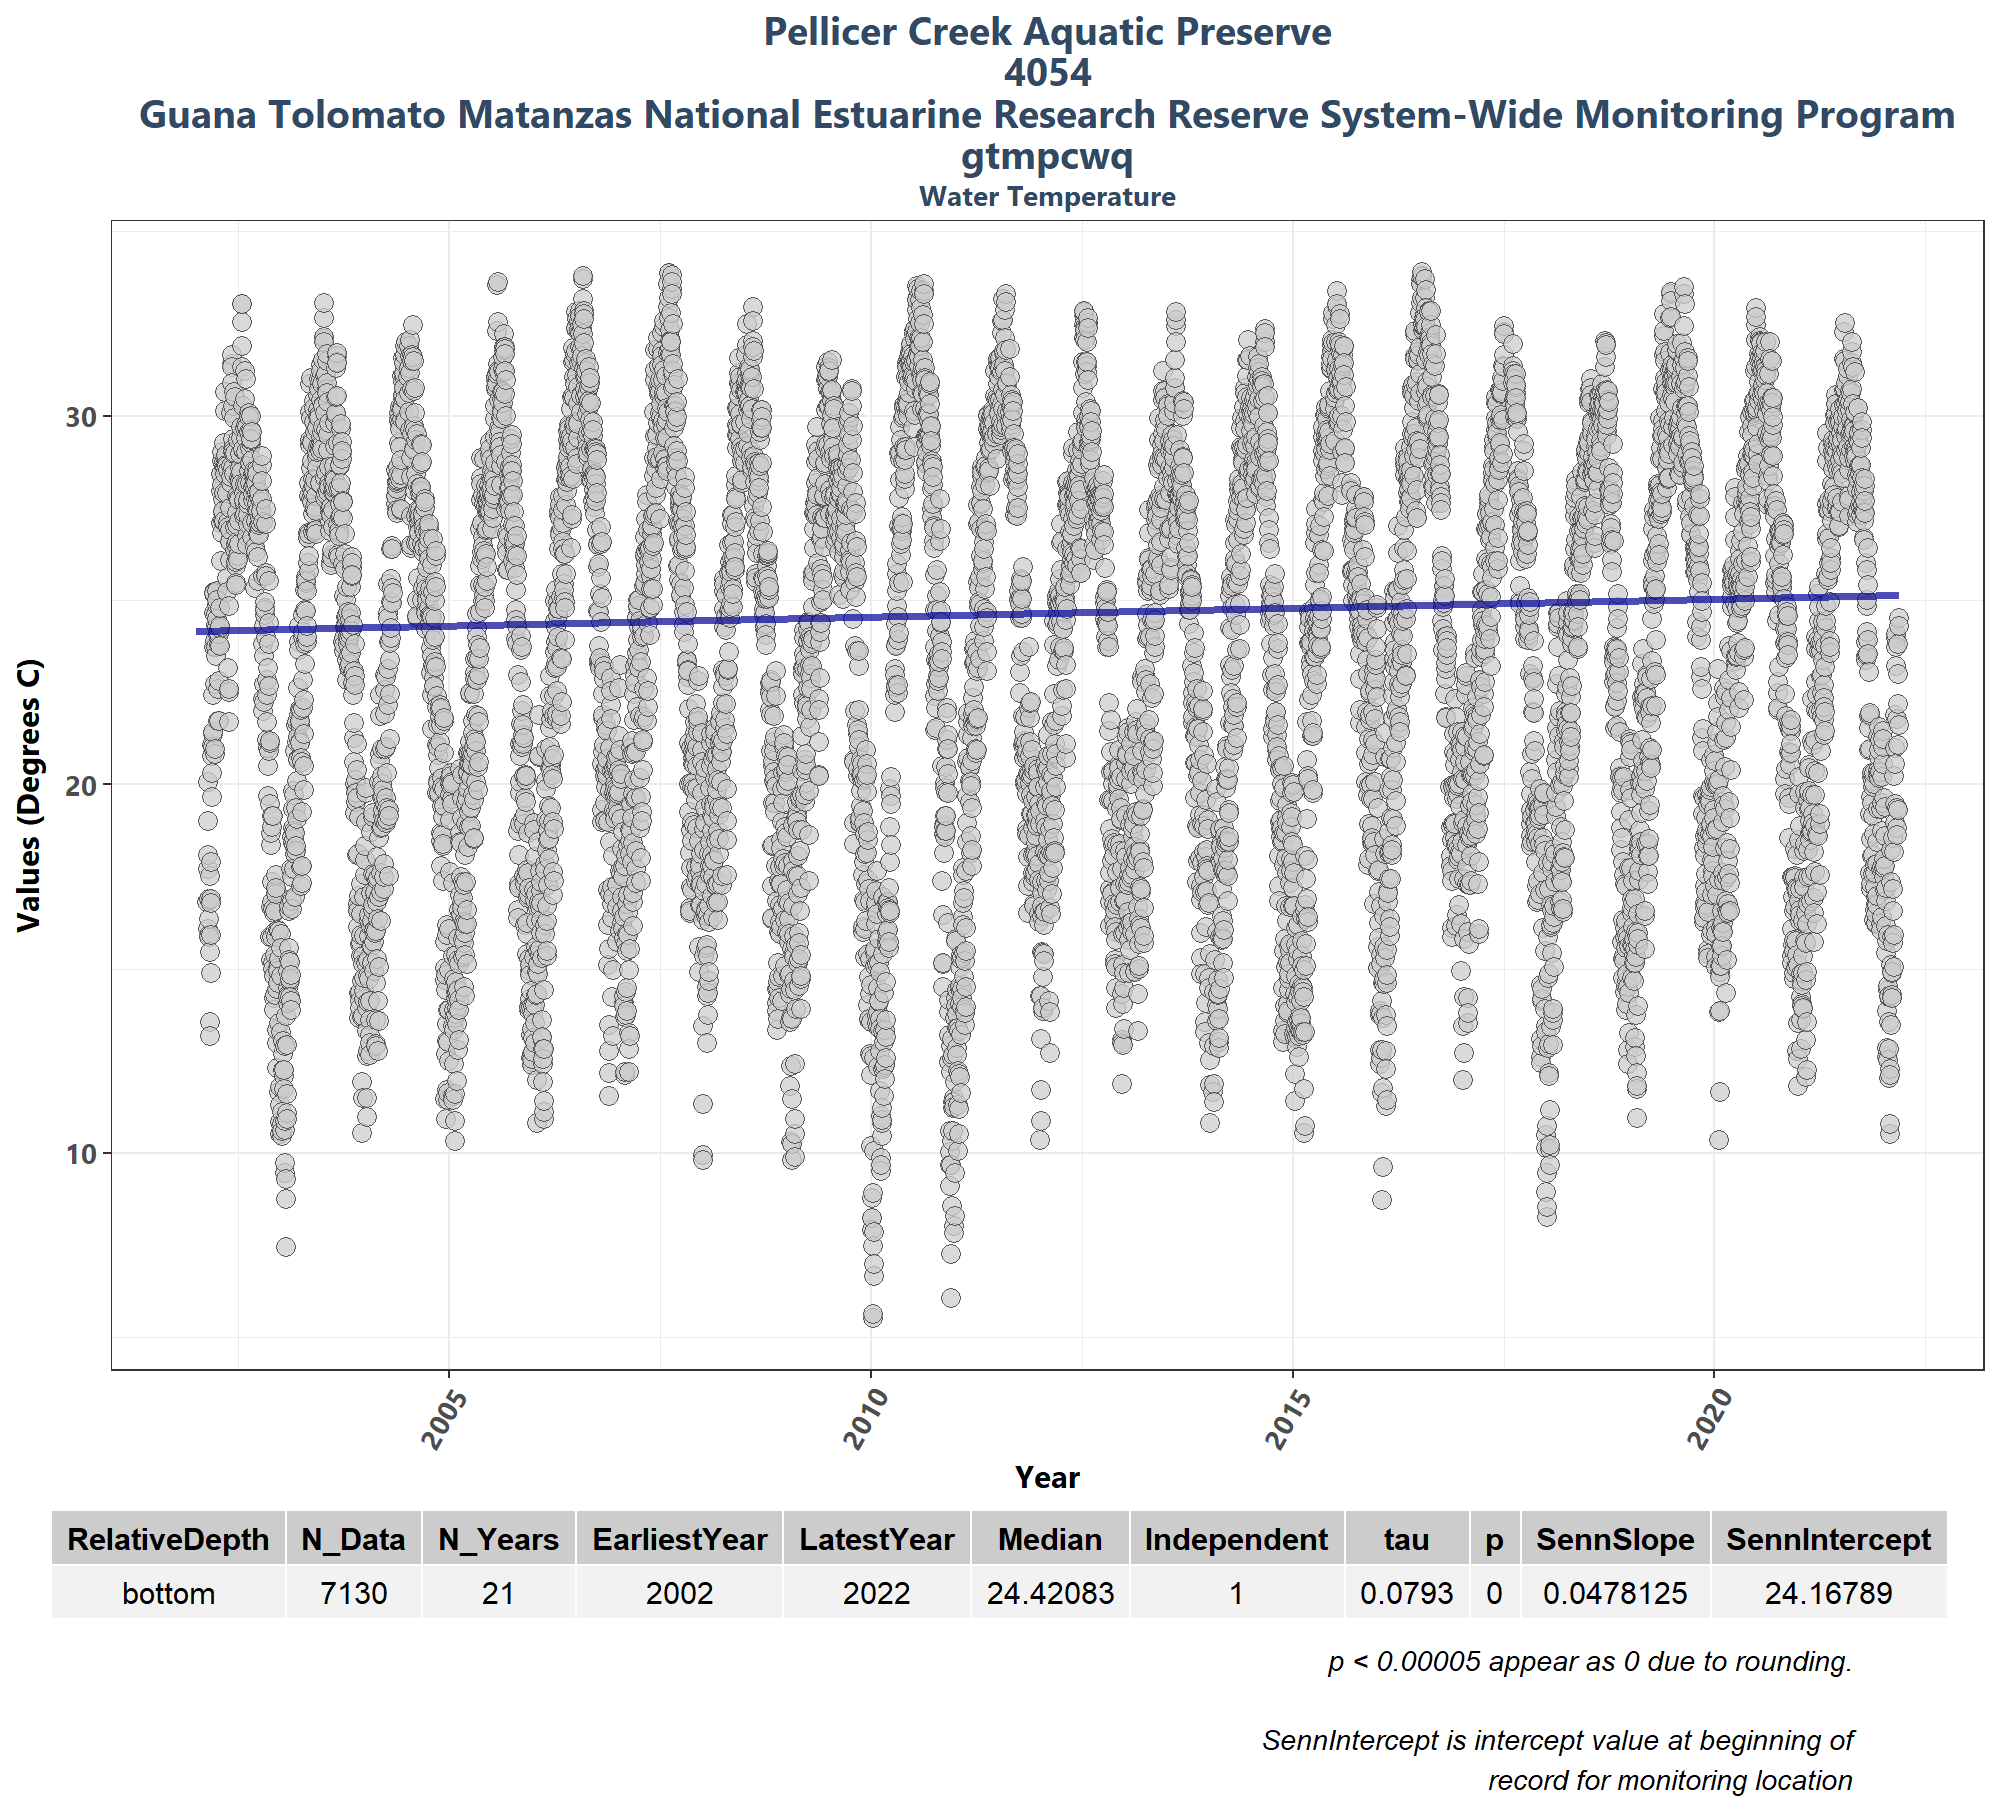 Pellicer Creek Aquatic Preserve
4054
Guana Tolomato Matanzas National Estuarine Research Reserve System-Wide Monitoring Program
gtmpcwq
Water Temperature
Values (Degrees C)
30
20
10
2005 2010 2015 2020
Year
RelativeDepth N_Data N_Years EarliestYear LatestYear Median Independent tau p SennSlope SennIntercept
bottom 7130 21 2002 2022 24.42083 1 0.0793 0 0.0478125 24.16789
p < 0.00005 appear as 0 due to rounding.
SennIntercept is intercept value at beginning of
record for monitoring location